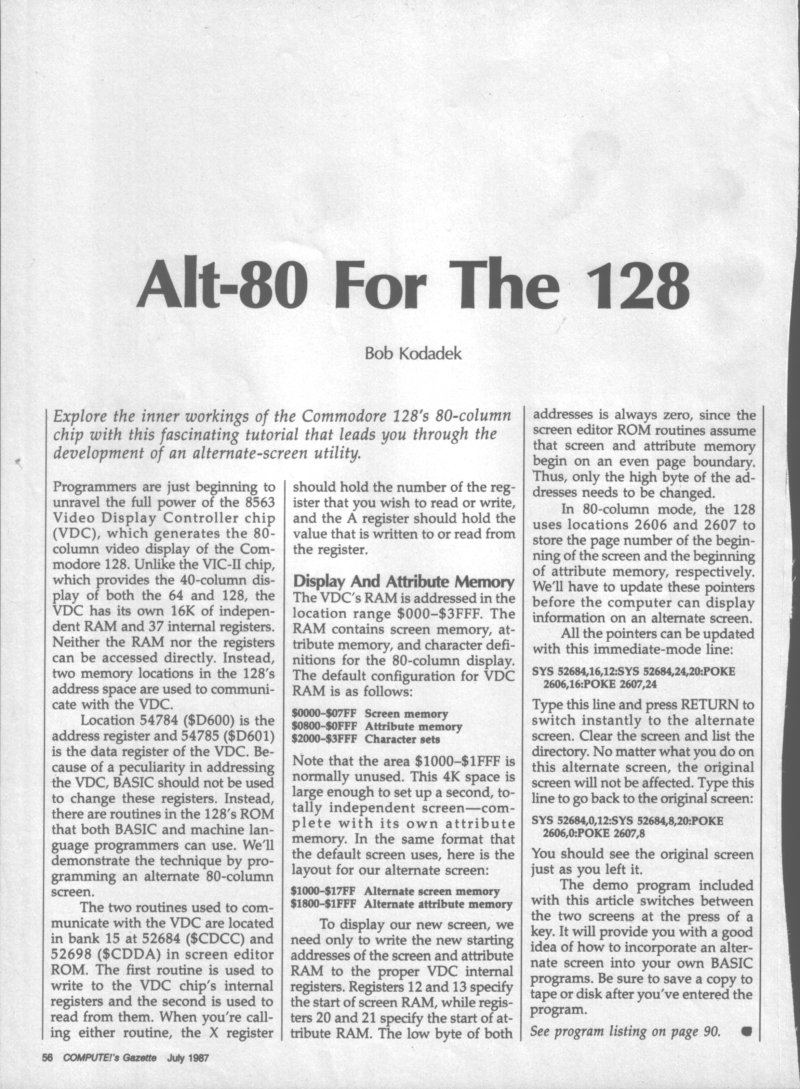 Alt-80 For The 128
Bob Kodadek
Explore the inner workings of the Commodore 128's 80-column
chip with this fascinating tutorial that leads you through the
development of an alternate-screen utility.
Programmers are just beginning to
unravel the full power of the 8563
Video Display Controller chip
(VDC), which generates the 80-
column video display of the Com-
modore 128. Unlike the VIC-II chip,
which provides the 40-column dis-
play of both the 64 and 128, the
VDC has its own 16K of indepen-
dent RAM and 37 internal registers.
Neither the RAM nor the registers
can be accessed directly. Instead,
two memory locations in the 128's
address space are used to communi-
cate with the VDC.
Location 54784 ($D600) is the
address register and 54785 ($D601)
is the data register of the VDC. Be-
cause of a peculiarity in addressing
the VDC, BASIC should not be used
to change these registers. Instead,
there are routines in the 128's ROM
that both BASIC and machine lan-
guage programmers can use. We'll
demonstrate the technique by pro-
gramming an alternate 80-column
screen.
The two routines used to com-
municate with the VDC are located
in bank 15 at 52684 ($CDCC) and
52698 ($CDDA) in screen editor
ROM. The first routine is used to
write to the VDC chip's internal
registers and the second is used to
read from them. When you're call-
ing either routine, the X register
should hold the number of the reg-
ister that you wish to read or write,
and the A register should hold the
value that is written to or read from
the register.
Display And Attribute Memory
The VDC's RAM is addressed in the
location range $000–$3FFF. The
RAM contains screen memory, at-
tribute memory, and character defi-
nitions for the 80-column display.
The default configuration for VDC
RAM is as follows:
$0000–$07FF Screen memory
$0800–$0FFF Attribute memory
$2000–$3FFF Character sets
Note that the area $1000–$1FFF is
normally unused. This 4K space is
large enough to set up a second, to-
tally independent screen—com-
plete with its own attribute
memory. In the same format that
the default screen uses, here is the
layout for our alternate screen:
$1000–$17FF Alternate screen memory
$1800–$1FFF Alternate attribute memory
To display our new screen, we
need only to write the new starting
addresses of the screen and attribute
RAM to the proper VDC internal
registers. Registers 12 and 13 specify
the start of screen RAM, while regis-
ters 20 and 21 specify the start of at-
tribute RAM. The low byte of both
addresses is always zero, since the
screen editor ROM routines assume
that screen and attribute memory
begin on an even page boundary.
Thus, only the high byte of the ad-
dresses needs to be changed.
In 80-column mode, the 128
uses locations 2606 and 2607 to
store the page number of the begin-
ning of the screen and the beginning
of attribute memory, respectively.
We'll have to update these pointers
before the computer can display
information on an alternate screen.
All the pointers can be updated
with this immediate-mode line:
SYS 52684,16,12:SYS 52684,24,20:POKE
2606,16:POKE 2607,24
Type this line and press RETURN to
switch instantly to the alternate
screen. Clear the screen and list the
directory. No matter what you do on
this alternate screen, the original
screen will not be affected. Type this
line to go back to the original screen:
SYS 52684,0,12:SYS 52684,8,20:POKE
2606,0:POKE 2607,8
You should see the original screen
just as you left it.
The demo program included
with this article switches between
the two screens at the press of a
key. It will provide you with a good
idea of how to incorporate an alter-
nate screen into your own BASIC
programs. Be sure to save a copy to
tape or disk after you've entered the
program.
See program listing on page 90.
56 COMPUTE!'s Gazette July 1987